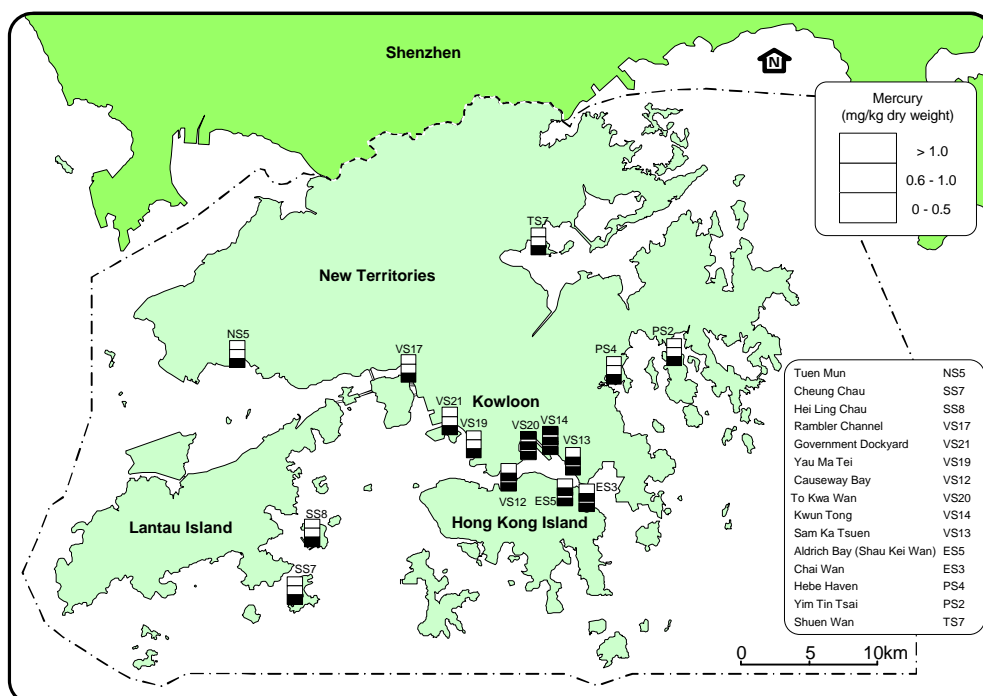 Shenzhen
N
Mercury
(mg/kg dry weight)
> 1.0
0.6 - 1.0
0 - 0.5
TS7
New Territories
NS5
VS17
PS4
PS2
Kowloon
VS21
VS19
VS20
VS14
VS13
VS12
ES5
ES3
Lantau Island
Hong Kong Island
SS8
SS7
Tuen Mun NS5
Cheung Chau SS7
Hei Ling Chau SS8
Rambler Channel VS17
Government Dockyard VS21
Yau Ma Tei VS19
Causeway Bay VS12
To Kwa Wan VS20
Kwun Tong VS14
Sam Ka Tsuen VS13
Aldrich Bay (Shau Kei Wan) ES5
Chai Wan ES3
Hebe Haven PS4
Yim Tin Tsai PS2
Shuen Wan TS7
0 5 10km